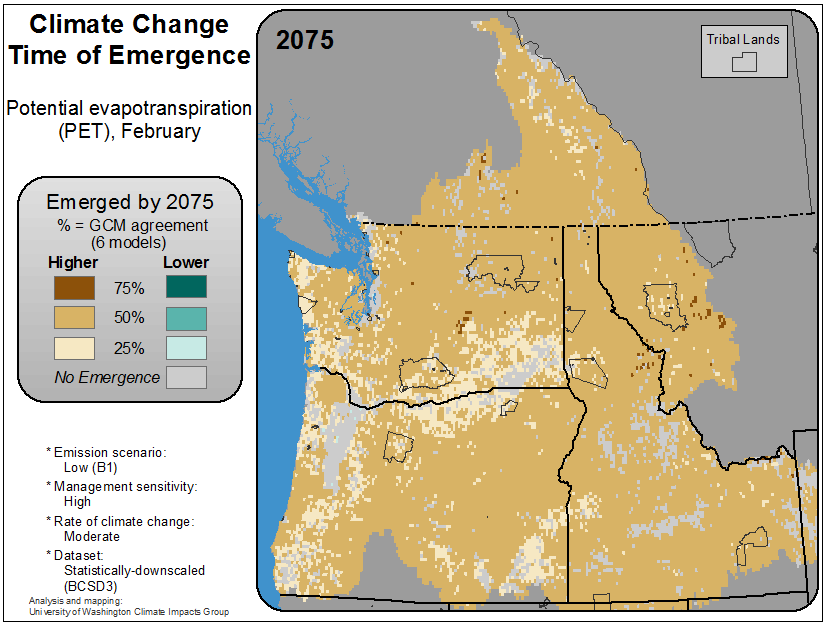 Climate Change
Time of Emergence
Potential evapotranspiration
(PET), February
Emerged by 2075
% = GCM agreement
(6 models)
Higher Lower
75%
50%
25%
No Emergence
* Emission scenario:
Low (B1)
* Management sensitivity:
High
* Rate of climate change:
Moderate
* Dataset:
Statistically-downscaled
(BCSD3)
Analysis and mapping:
University of Washington Climate Impacts Group
2075
Tribal Lands